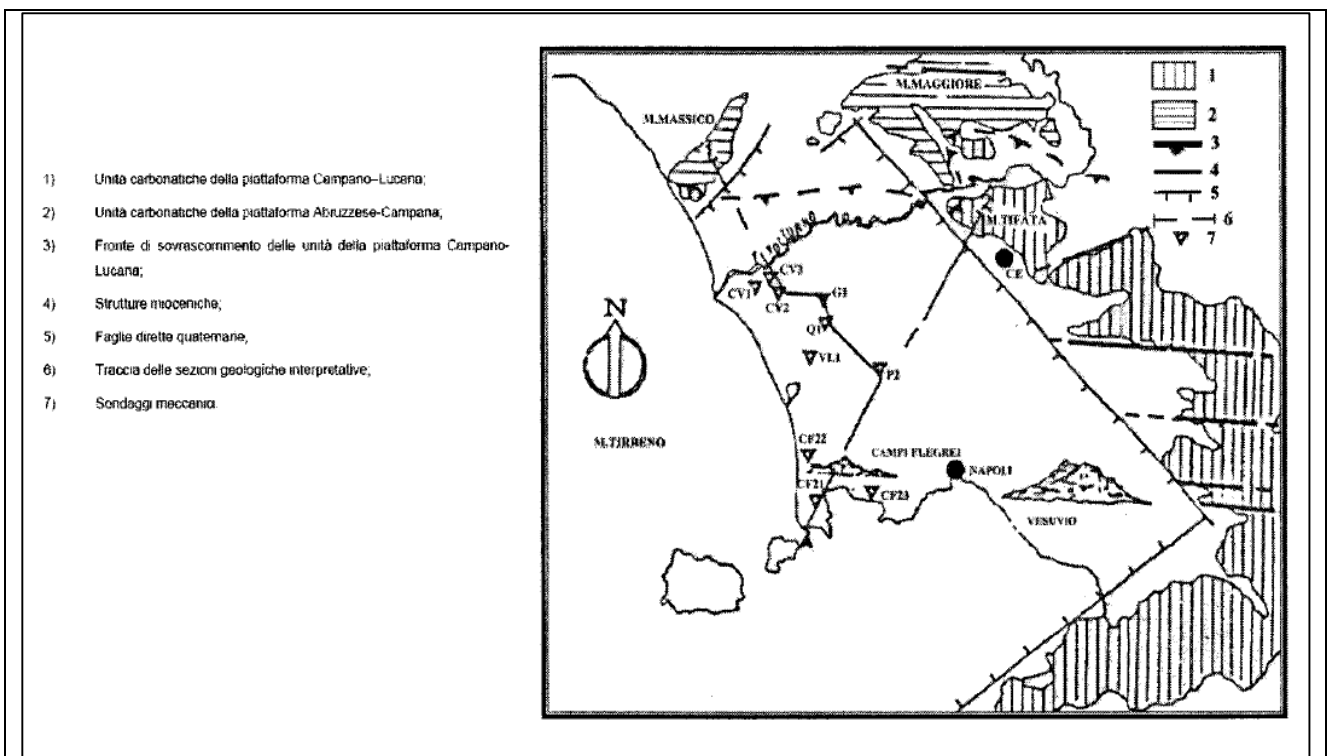 1) Unità carbonatiche della piattaforma Campano–Lucana;
2) Unità carbonatiche della piattaforma Abruzzese-Campana;
3) Fronte di sovrascorrimento delle unità della piattaforma Campano-
Lucana;
4) Strutture mioceniche;
5) Faglie dirette quaternarie;
6) Traccia delle sezioni geologiche interpretative;
7) Sondaggi meccanici.
M.MAGGIORE
M.MASSICO
1
2
3
4
5
6
7
M.TIFATA
CE
CV3
CV1
CV2
G1
Q1
VL1
P2
N
M.TIRRENO
CF22
CAMPI FLEGREI
NAPOLI
CF21
CF23
VESUVIO